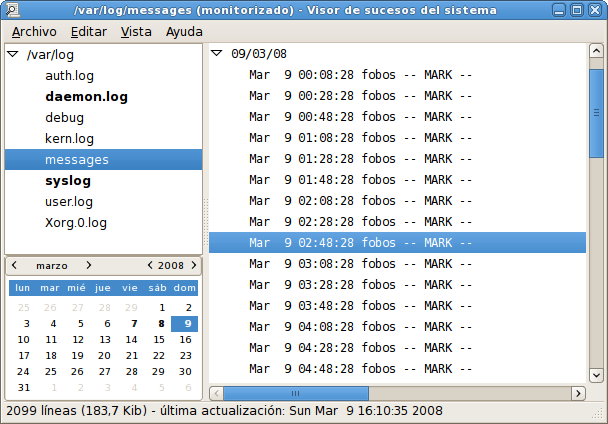 /var/log/messages (monitorizado) - Visor de sucesos del sistema
Archivo Editar Vista Ayuda
/var/log
auth.log
daemon.log
debug
kern.log
messages
syslog
user.log
Xorg.0.log
marzo 2008
lun mar mié jue vie sáb dom
25 26 27 28 29 1 2
3 4 5 6 7 8 9
10 11 12 13 14 15 16
17 18 19 20 21 22 23
24 25 26 27 28 29 30
31 1 2 3 4 5 6
09/03/08
Mar  9 00:08:28 fobos -- MARK --
Mar  9 00:28:28 fobos -- MARK --
Mar  9 00:48:28 fobos -- MARK --
Mar  9 01:08:28 fobos -- MARK --
Mar  9 01:28:28 fobos -- MARK --
Mar  9 01:48:28 fobos -- MARK --
Mar  9 02:08:28 fobos -- MARK --
Mar  9 02:28:28 fobos -- MARK --
Mar  9 02:48:28 fobos -- MARK --
Mar  9 03:08:28 fobos -- MARK --
Mar  9 03:28:28 fobos -- MARK --
Mar  9 03:48:28 fobos -- MARK --
Mar  9 04:08:28 fobos -- MARK --
Mar  9 04:28:28 fobos -- MARK --
Mar  9 04:48:28 fobos -- MARK --
2099 líneas (183,7 Kib) - última actualización: Sun Mar  9 16:10:35 2008